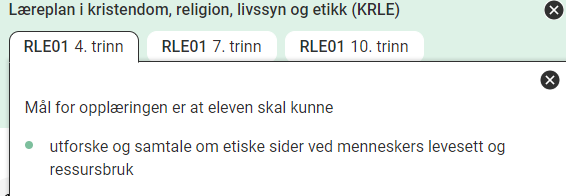 Læreplan i kristendom, religion, livssyn og etikk (KRLE)
RLE01 4. trinn RLE01 7. trinn RLE01 10. trinn
Mål for opplæringen er at eleven skal kunne
utforske og samtale om etiske sider ved menneskers levesett og
ressursbruk